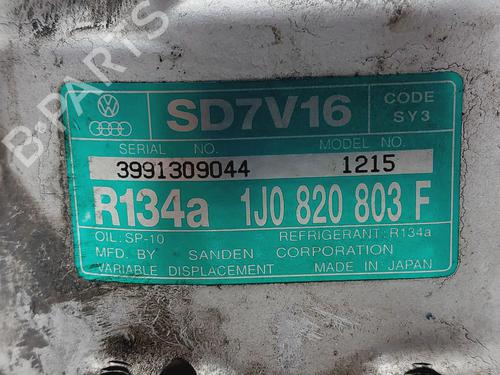 SD7V16
CODE
SY3
SERIAL NO.
MODEL NO.
3991309044
1215
R134a 1J0 820 803 F
OIL: SP-10
REFRIGERANT: R134a
MFD. BY SANDEN CORPORATION
VARIABLE DISPLACEMENT
MADE IN JAPAN
B-PARTS